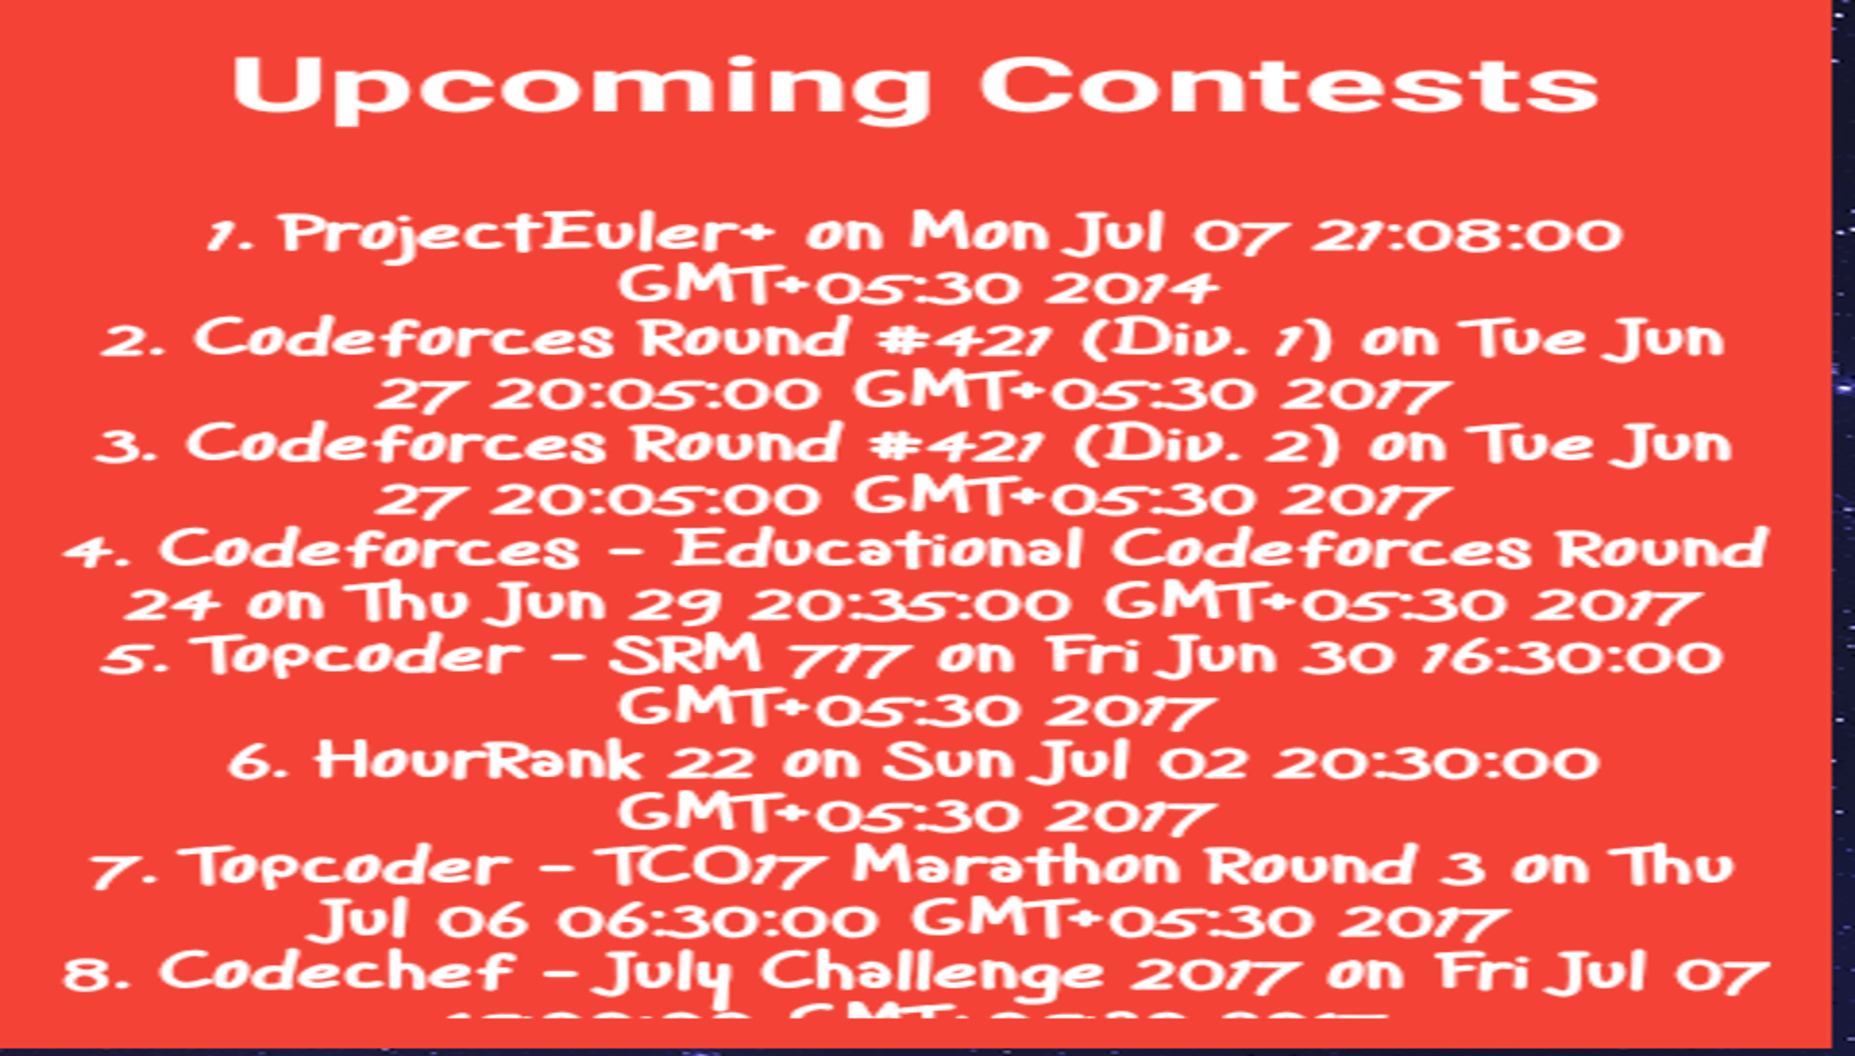 Upcoming Contests
1. ProjectEuler+ on Mon Jul 07 21:08:00
GMT+05:30 2014
2. Codeforces Round #421 (Div. 1) on Tue Jun
27 20:05:00 GMT+05:30 2017
3. Codeforces Round #421 (Div. 2) on Tue Jun
27 20:05:00 GMT+05:30 2017
4. Codeforces - Educational Codeforces Round
24 on Thu Jun 29 20:35:00 GMT+05:30 2017
5. Topcoder - SRM 717 on Fri Jun 30 16:30:00
GMT+05:30 2017
6. HourRank 22 on Sun Jul 02 20:30:00
GMT+05:30 2017
7. Topcoder - TCO17 Marathon Round 3 on Thu
Jul 06 06:30:00 GMT+05:30 2017
8. Codechef - July Challenge 2017 on Fri Jul 07